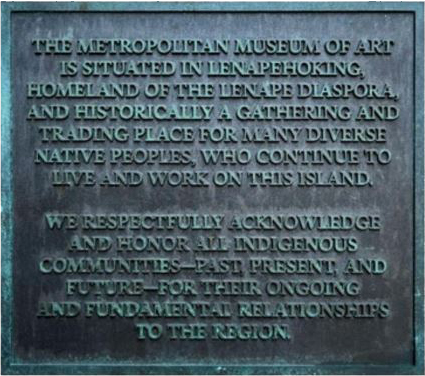 THE METROPOLITAN MUSEUM OF ART
IS SITUATED IN LENAPEHOKING,
HOMELAND OF THE LENAPE DIASPORA,
AND HISTORICALLY A GATHERING AND
TRADING PLACE FOR MANY DIVERSE
NATIVE PEOPLES, WHO CONTINUE TO
LIVE AND WORK ON THIS ISLAND.
WE RESPECTFULLY ACKNOWLEDGE
AND HONOR ALL INDIGENOUS
COMMUNITIES—PAST, PRESENT, AND
FUTURE—FOR THEIR ONGOING
AND FUNDAMENTAL RELATIONSHIPS
TO THE REGION.